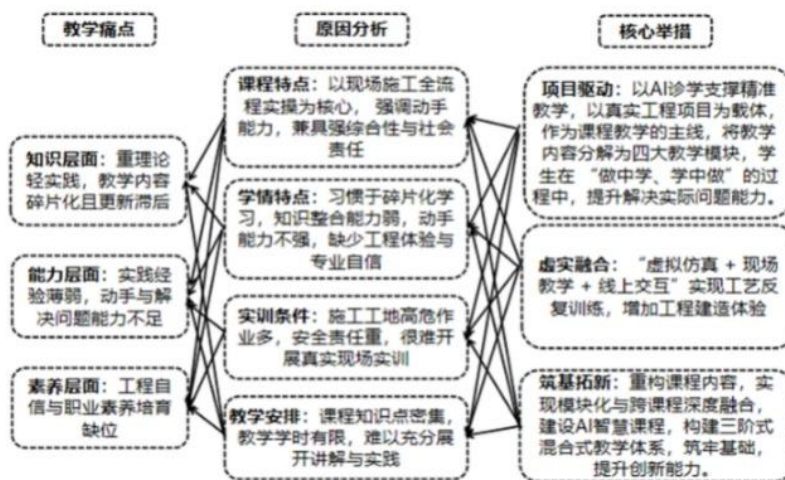 教学痛点
原因分析
核心举措
知识层面：重理论
轻实践，教学内容
碎片化且更新滞后
能力层面：实践经
验薄弱，动手与解
决问题能力不足
素养层面：工程自
信与职业素养培育
缺位
课程特点：以现场施工全流
程实操为核心， 强调动手
能力，兼具强综合性与社会
责任
学情特点：习惯于碎片化学
习，知识整合能力弱，动手
能力不强，缺少工程体验与
专业自信
实训条件：施工工地高危作
业多，安全责任重，很难开
展真实现场实训
教学安排：课程知识点密集，
教学学时有限，难以充分展
开讲解与实践
项目驱动：以AI诊学支撑精准
教学，以真实工程项目为载体，
作为课程教学的主线，将教学
内容分解为四大教学模块，学
生在 “做中学、学中做”的过
程中，提升解决实际问题能力。
虚实融合： “虚拟仿真 + 现场
教学 + 线上交互”实现工艺反
复训练，增加工程建造体验
筑基拓新：重构课程内容，实
现模块化与跨课程深度融合，
建设AI智慧课程，构建三阶式
混合式教学体系，筑牢基础，
提升创新能力。